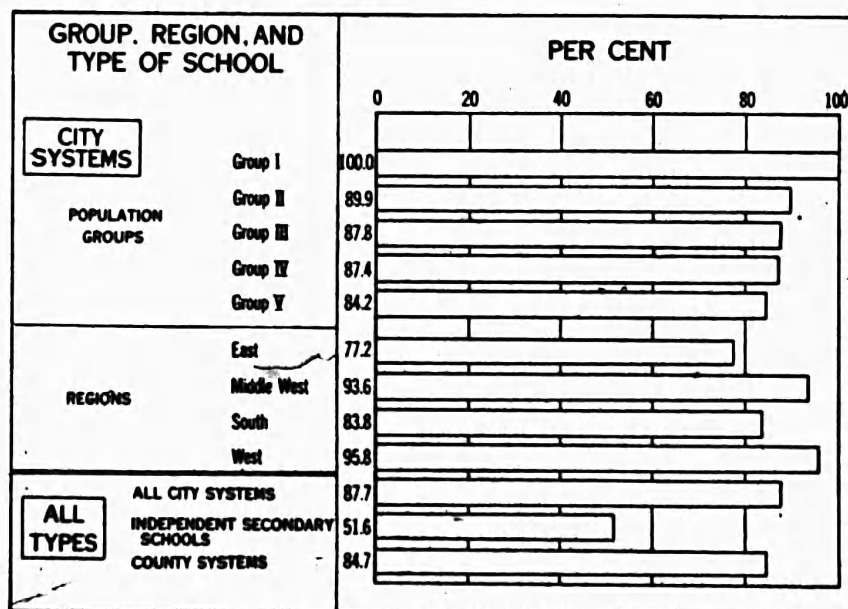 GROUP, REGION, AND
TYPE OF SCHOOL
PER CENT
0 20 40 60 80 100
CITY
SYSTEMS
POPULATION
GROUPS
Group I 100.0
Group II 89.9
Group III 87.8
Group IV 87.4
Group V 84.2
REGIONS
East 77.2
Middle West 93.6
South 83.8
West 95.8
ALL
TYPES
ALL CITY SYSTEMS 87.7
INDEPENDENT SECONDARY
SCHOOLS 51.6
COUNTY SYSTEMS 84.7